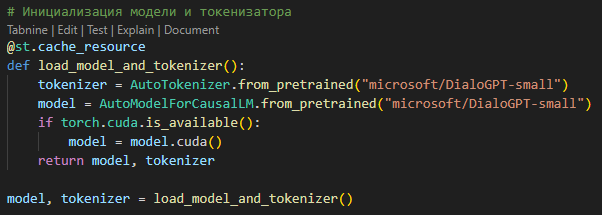 # Инициализация модели и токенизатора
Tabnine | Edit | Test | Explain | Document
@st.cache_resource
def load_model_and_tokenizer():
    tokenizer = AutoTokenizer.from_pretrained("microsoft/DialoGPT-small")
    model = AutoModelForCausalLM.from_pretrained("microsoft/DialoGPT-small")
    if torch.cuda.is_available():
        model = model.cuda()
    return model, tokenizer
model, tokenizer = load_model_and_tokenizer()